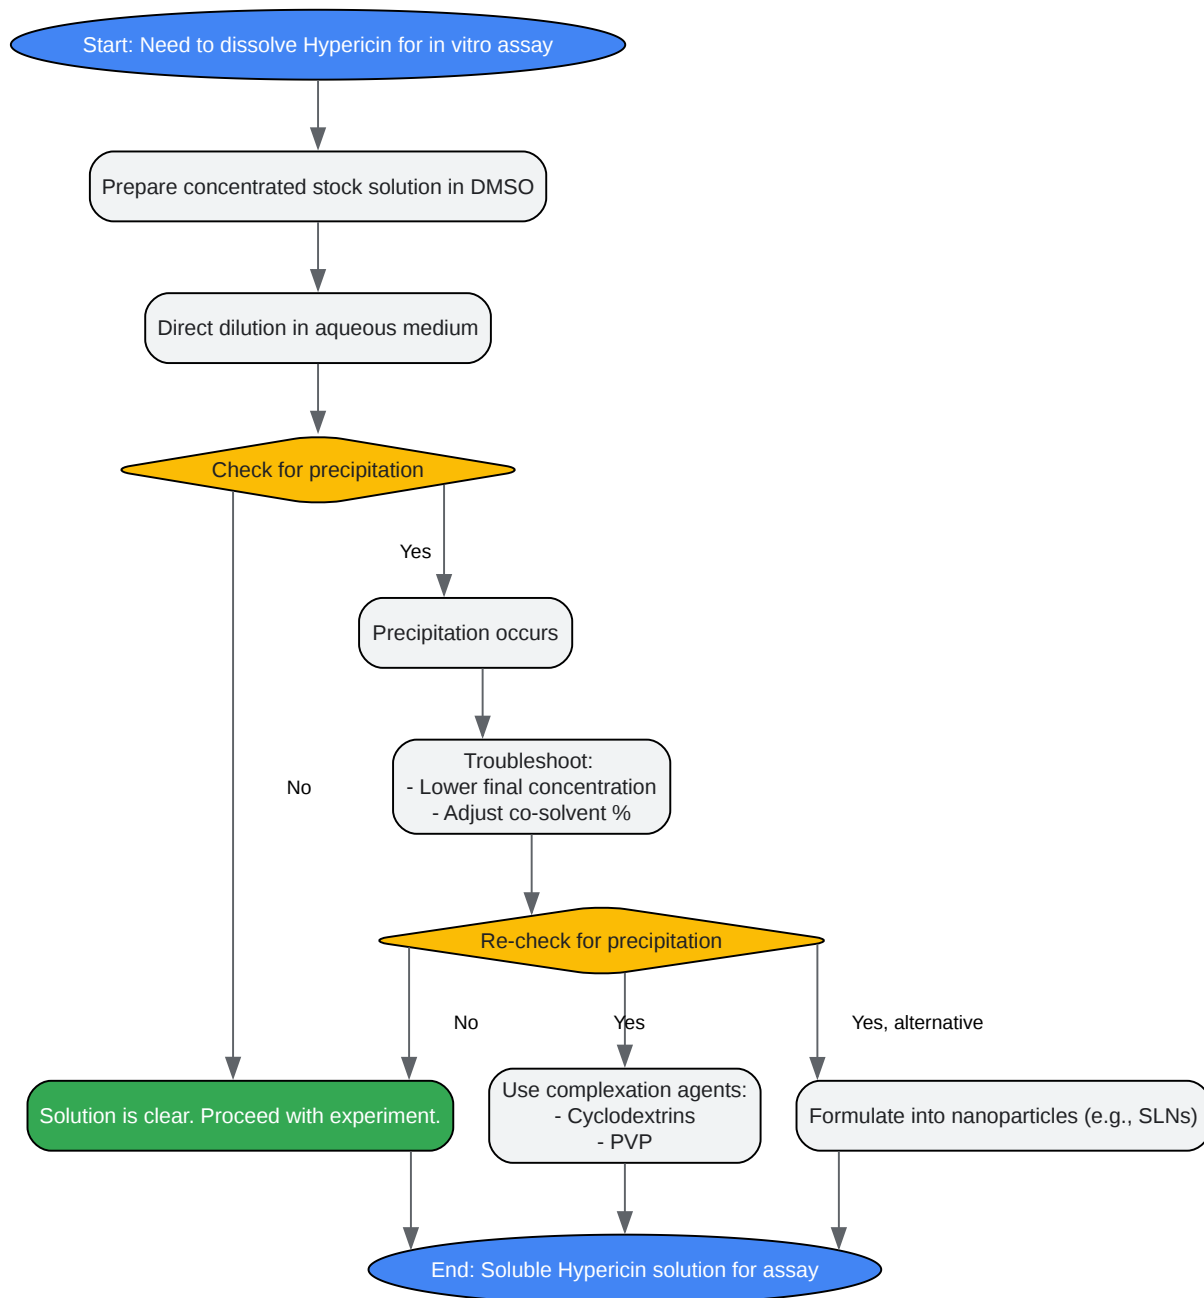 Start: Need to dissolve Hypericin for in vitro assay
Prepare concentrated stock solution in DMSO
Direct dilution in aqueous medium
Check for precipitation
Yes
Precipitation occurs
Troubleshoot:
- Lower final concentration
- Adjust co-solvent %
No
Re-check for precipitation
No
Yes
Yes, alternative
Solution is clear. Proceed with experiment.
Use complexation agents:
- Cyclodextrins
- PVP
Formulate into nanoparticles (e.g., SLNs)
End: Soluble Hypericin solution for assay